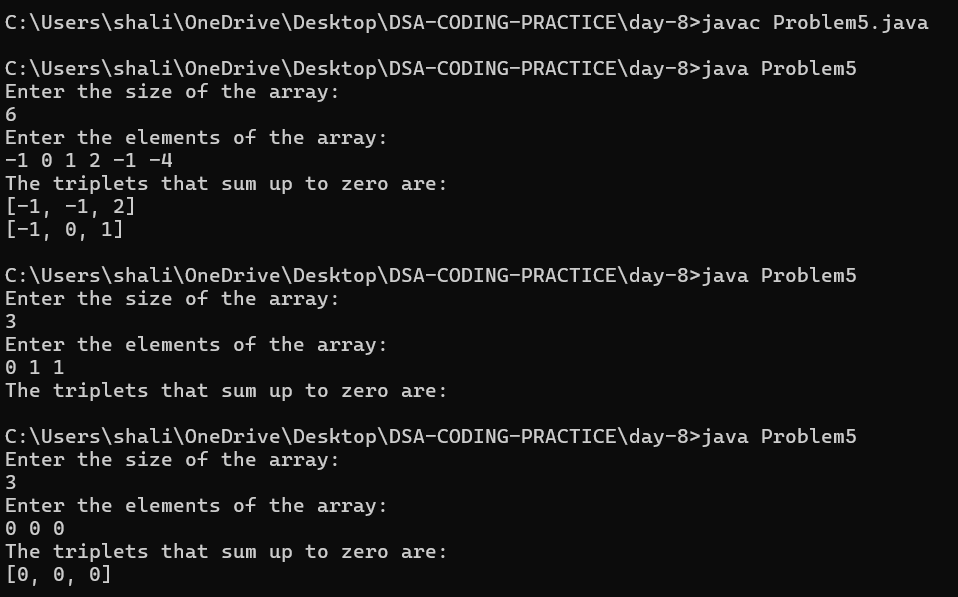 C:\Users\shali\OneDrive\Desktop\DSA-CODING-PRACTICE\day-8>javac Problem5.java
C:\Users\shali\OneDrive\Desktop\DSA-CODING-PRACTICE\day-8>java Problem5
Enter the size of the array:
6
Enter the elements of the array:
-1 0 1 2 -1 -4
The triplets that sum up to zero are:
[-1, -1, 2]
[-1, 0, 1]
C:\Users\shali\OneDrive\Desktop\DSA-CODING-PRACTICE\day-8>java Problem5
Enter the size of the array:
3
Enter the elements of the array:
0 1 1
The triplets that sum up to zero are:
C:\Users\shali\OneDrive\Desktop\DSA-CODING-PRACTICE\day-8>java Problem5
Enter the size of the array:
3
Enter the elements of the array:
0 0 0
The triplets that sum up to zero are:
[0, 0, 0]